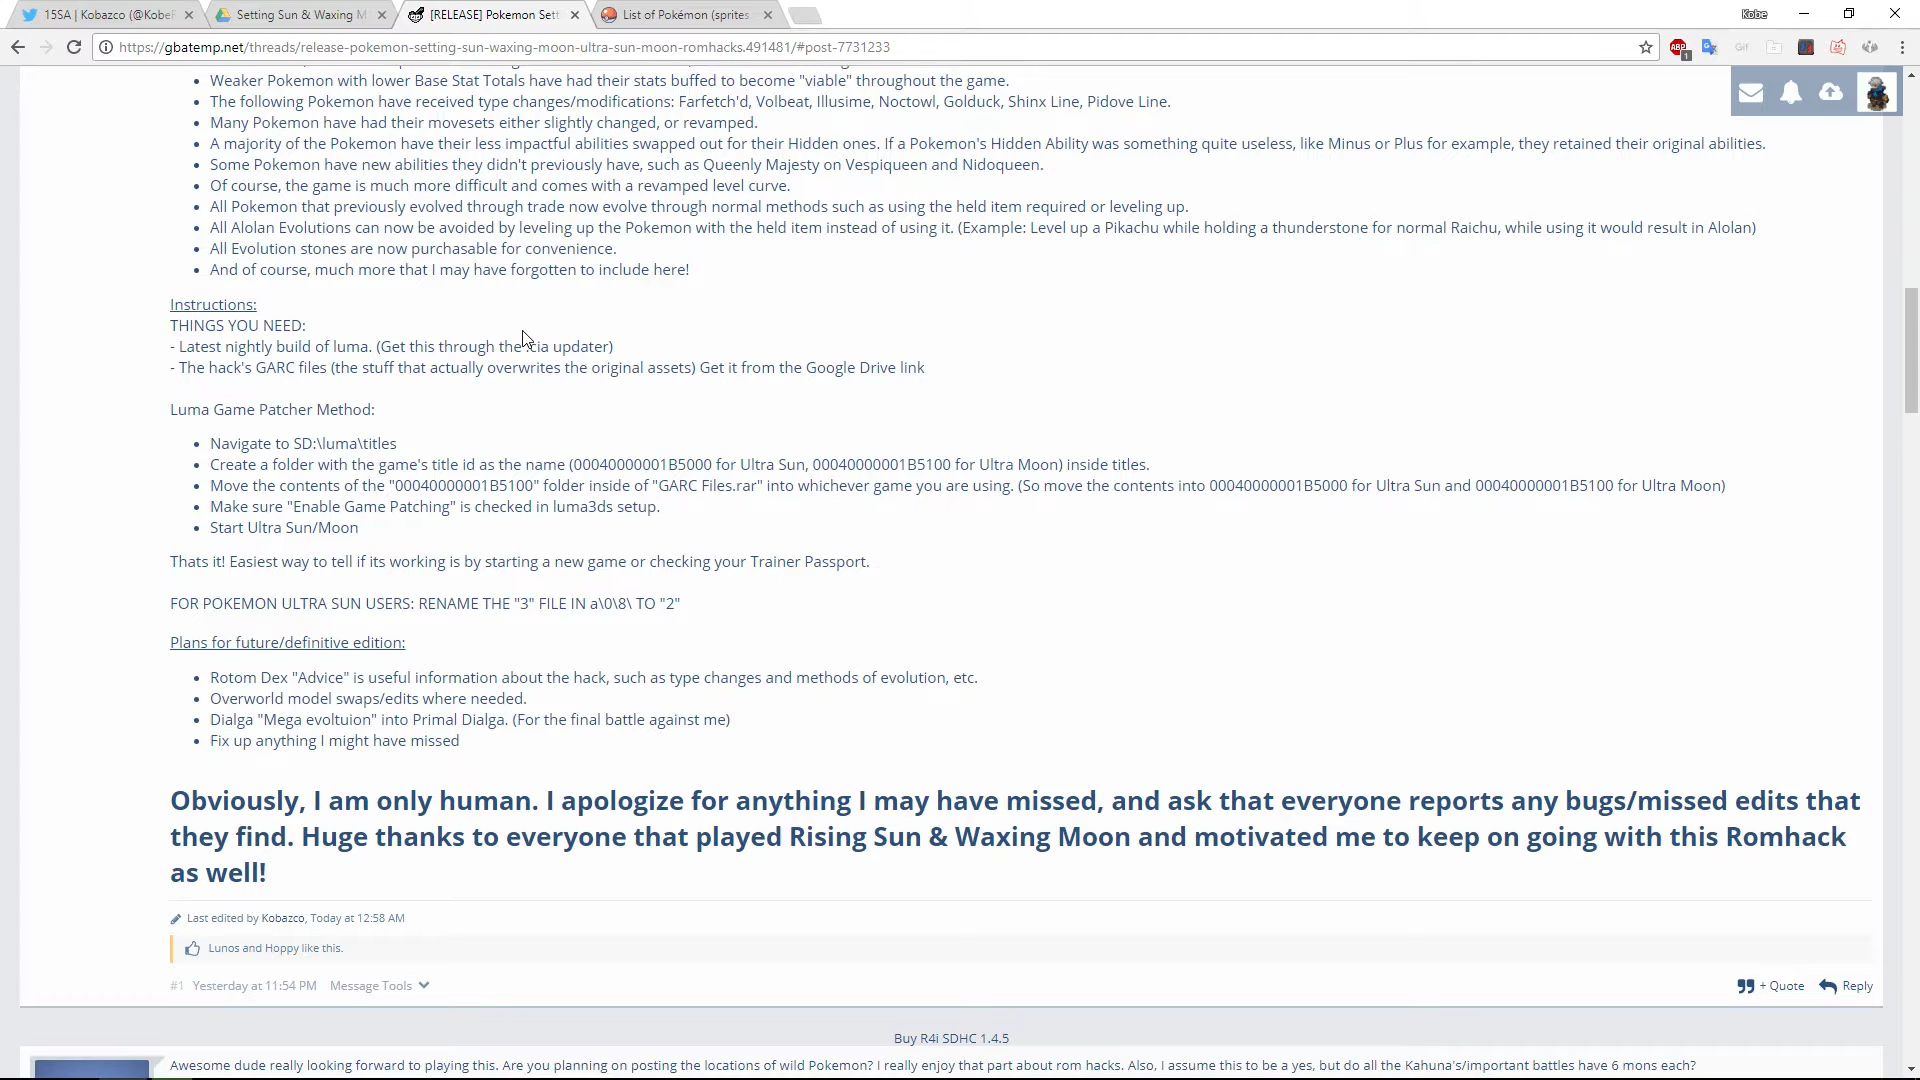 15SA | Kobazco (@KobeF
Setting Sun & Waxing M
[RELEASE] Pokemon Sett
List of Pokémon (sprites
Kobe
https://gbatemp.net/threads/release-pokemon-setting-sun-waxing-moon-ultra-sun-moon-romhacks.491481/#post-7731233
Weaker Pokemon with lower Base Stat Totals have had their stats buffed to become "viable" throughout the game.
The following Pokemon have received type changes/modifications: Farfetch'd, Volbeat, Illusime, Noctowl, Golduck, Shinx Line, Pidove Line.
Many Pokemon have had their movesets either slightly changed, or revamped.
A majority of the Pokemon have their less impactful abilities swapped out for their Hidden ones. If a Pokemon's Hidden Ability was something quite useless, like Minus or Plus for example, they retained their original abilities.
Some Pokemon have new abilities they didn't previously have, such as Queenly Majesty on Vespiqueen and Nidoqueen.
Of course, the game is much more difficult and comes with a revamped level curve.
All Pokemon that previously evolved through trade now evolve through normal methods such as using the held item required or leveling up.
All Alolan Evolutions can now be avoided by leveling up the Pokemon with the held item instead of using it. (Example: Level up a Pikachu while holding a thunderstone for normal Raichu, while using it would result in Alolan)
All Evolution stones are now purchasable for convenience.
And of course, much more that I may have forgotten to include here!
Instructions:
THINGS YOU NEED:
- Latest nightly build of luma. (Get this through the cia updater)
- The hack's GARC files (the stuff that actually overwrites the original assets) Get it from the Google Drive link
Luma Game Patcher Method:
Navigate to SD:\luma\titles
Create a folder with the game's title id as the name (00040000001B5000 for Ultra Sun, 00040000001B5100 for Ultra Moon) inside titles.
Move the contents of the "00040000001B5100" folder inside of "GARC Files.rar" into whichever game you are using. (So move the contents into 00040000001B5000 for Ultra Sun and 00040000001B5100 for Ultra Moon)
Make sure "Enable Game Patching" is checked in luma3ds setup.
Start Ultra Sun/Moon
Thats it! Easiest way to tell if its working is by starting a new game or checking your Trainer Passport.
FOR POKEMON ULTRA SUN USERS: RENAME THE "3" FILE IN a\0\8\ TO "2"
Plans for future/definitive edition:
Rotom Dex "Advice" is useful information about the hack, such as type changes and methods of evolution, etc.
Overworld model swaps/edits where needed.
Dialga "Mega evoltuion" into Primal Dialga. (For the final battle against me)
Fix up anything I might have missed
Obviously, I am only human. I apologize for anything I may have missed, and ask that everyone reports any bugs/missed edits that
they find. Huge thanks to everyone that played Rising Sun & Waxing Moon and motivated me to keep on going with this Romhack
as well!
Last edited by Kobazco, Today at 12:58 AM
Lunos and Hoppy like this.
#1 Yesterday at 11:54 PM Message Tools
+ Quote Reply
Buy R4i SDHC 1.4.5
Awesome dude really looking forward to playing this. Are you planning on posting the locations of wild Pokemon? I really enjoy that part about rom hacks. Also, I assume this to be a yes, but do all the Kahuna's/important battles have 6 mons each?